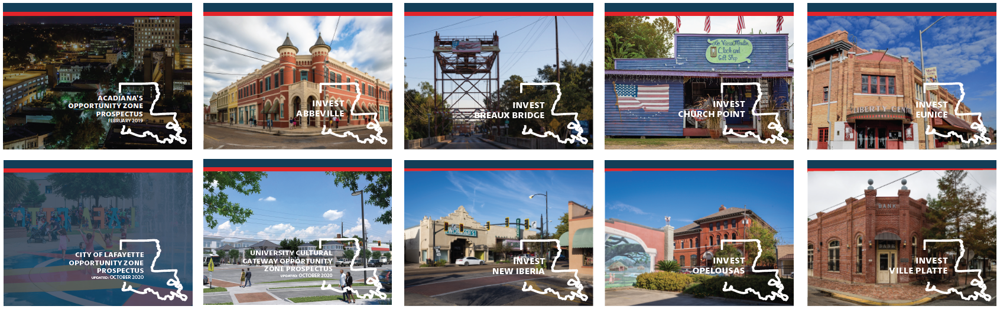 ACADIANA'S
OPPORTUNITY ZONE
PROSPECTUS
FEBRUARY 2019
INVEST
ABBEVILLE
INVEST
BREAUX BRIDGE
Le Vieux Moulin
Clock and
Gift Shop
INVEST
CHURCH POINT
LIBERTY
INVEST
EUNICE
CITY OF LAFAYETTE
OPPORTUNITY ZONE
PROSPECTUS
UPDATED: OCTOBER 2020
UNIVERSITY CULTURAL
GATEWAY OPPORTUNITY
ZONE PROSPECTUS
UPDATED: OCTOBER 2020
INVEST
NEW IBERIA
INVEST
OPELOUSAS
BANK
INVEST
VILLE PLATTE